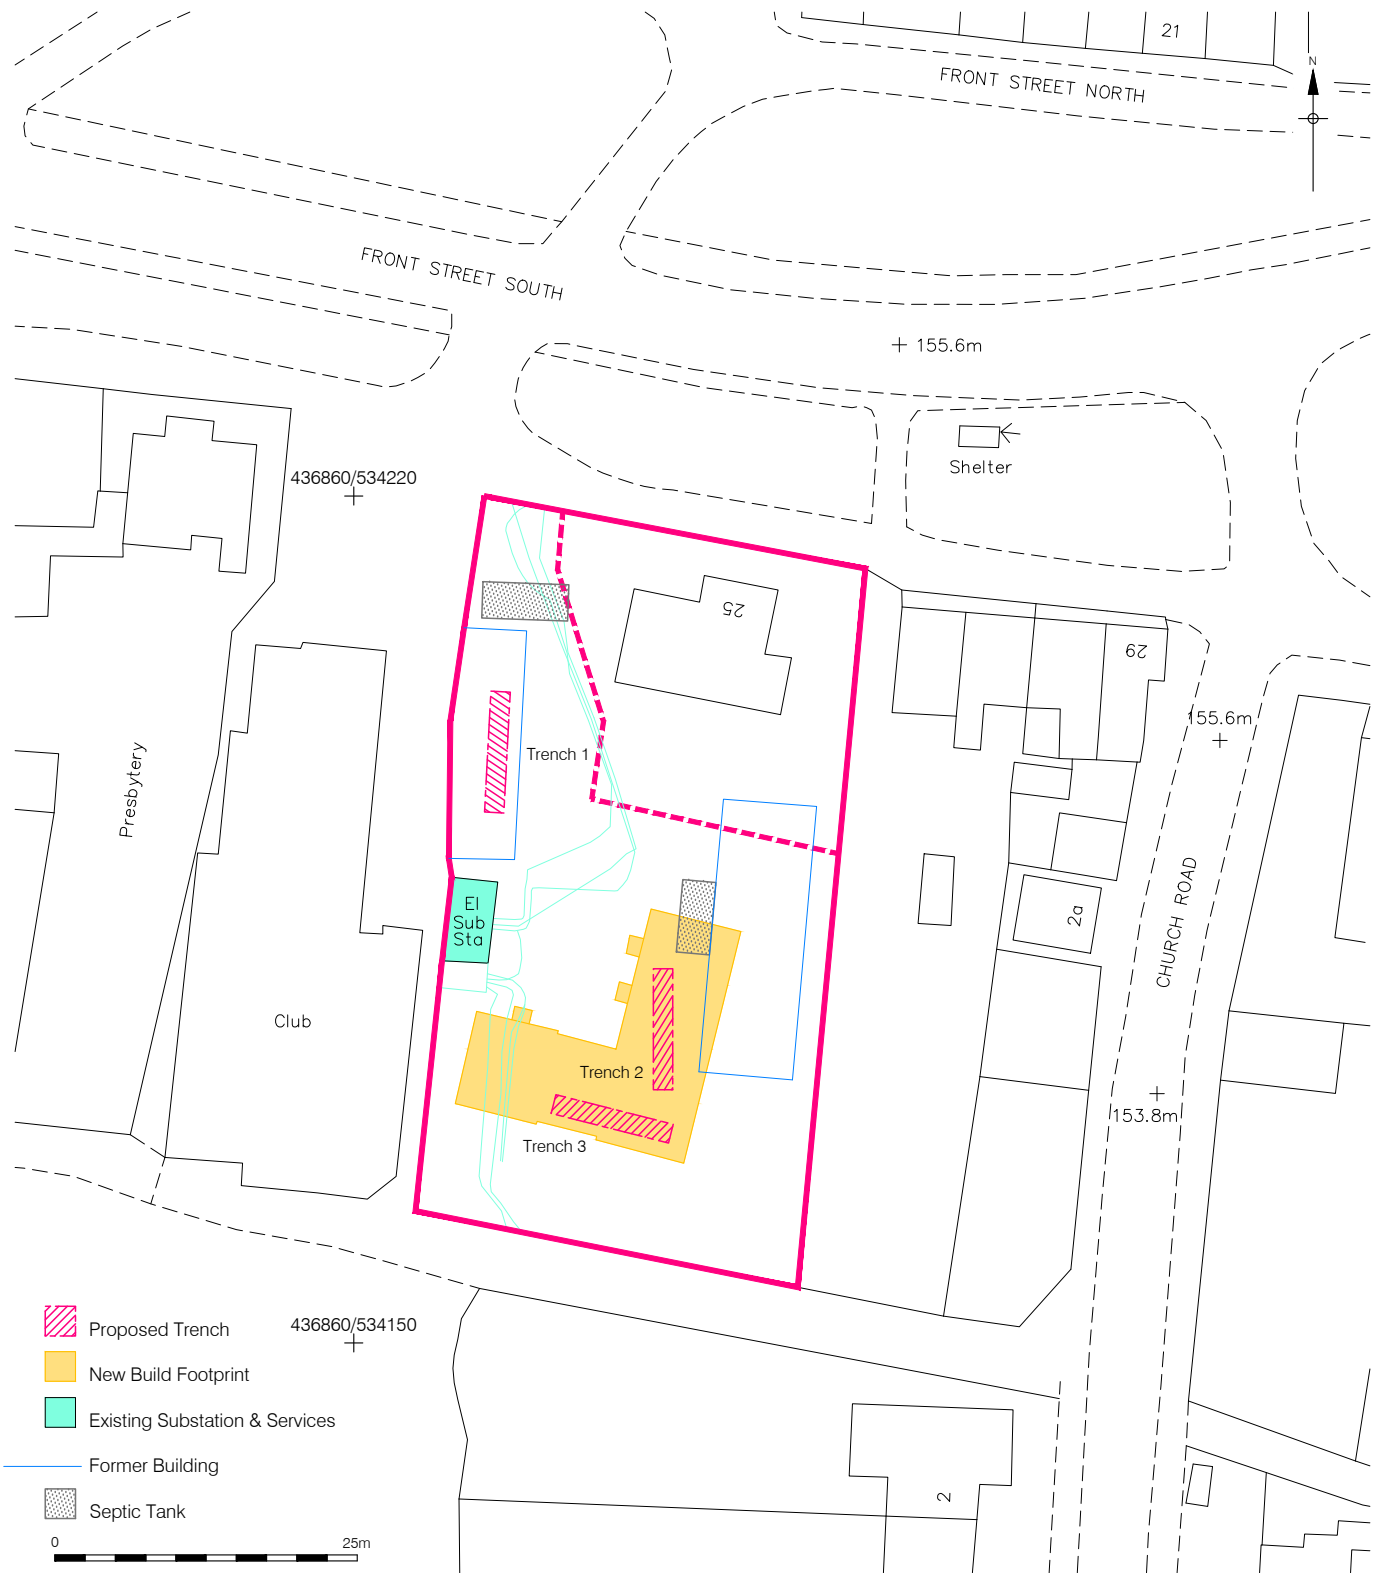 21
N
FRONT STREET NORTH
FRONT STREET SOUTH
155.6m
Shelter
436860/534220
25
29
155.6m
Trench 1
Presbytery
El
Sub
Sta
2a
CHURCH ROAD
Club
Trench 2
153.8m
Trench 3
436860/534150
Proposed Trench
New Build Footprint
Existing Substation & Services
Former Building
Septic Tank
2
0 25m